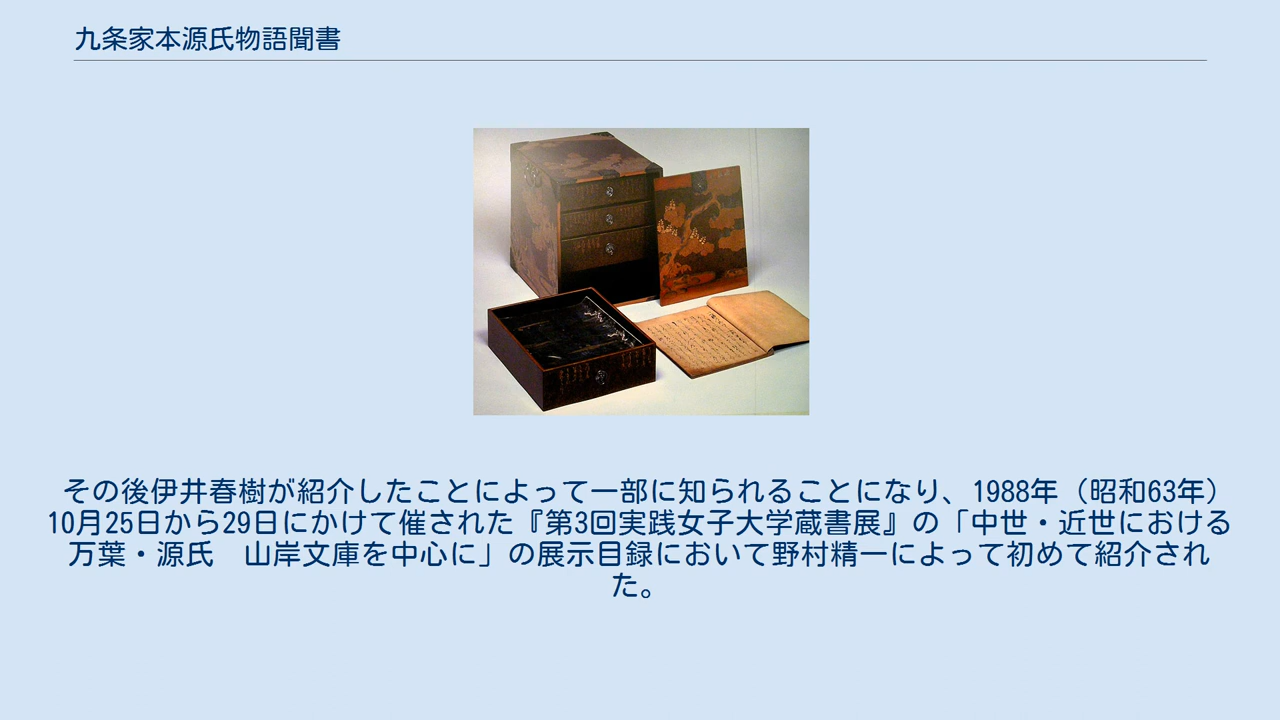 九条家本源氏物語聞書
その後伊井春樹が紹介したことによって一部に知られることになり、1988年（昭和63年）
10月25日から29日にかけて催された『第3回実践女子大学蔵書展』の「中世・近世における
万葉・源氏　山岸文庫を中心に」の展示目録において野村精一によって初めて紹介され
た。